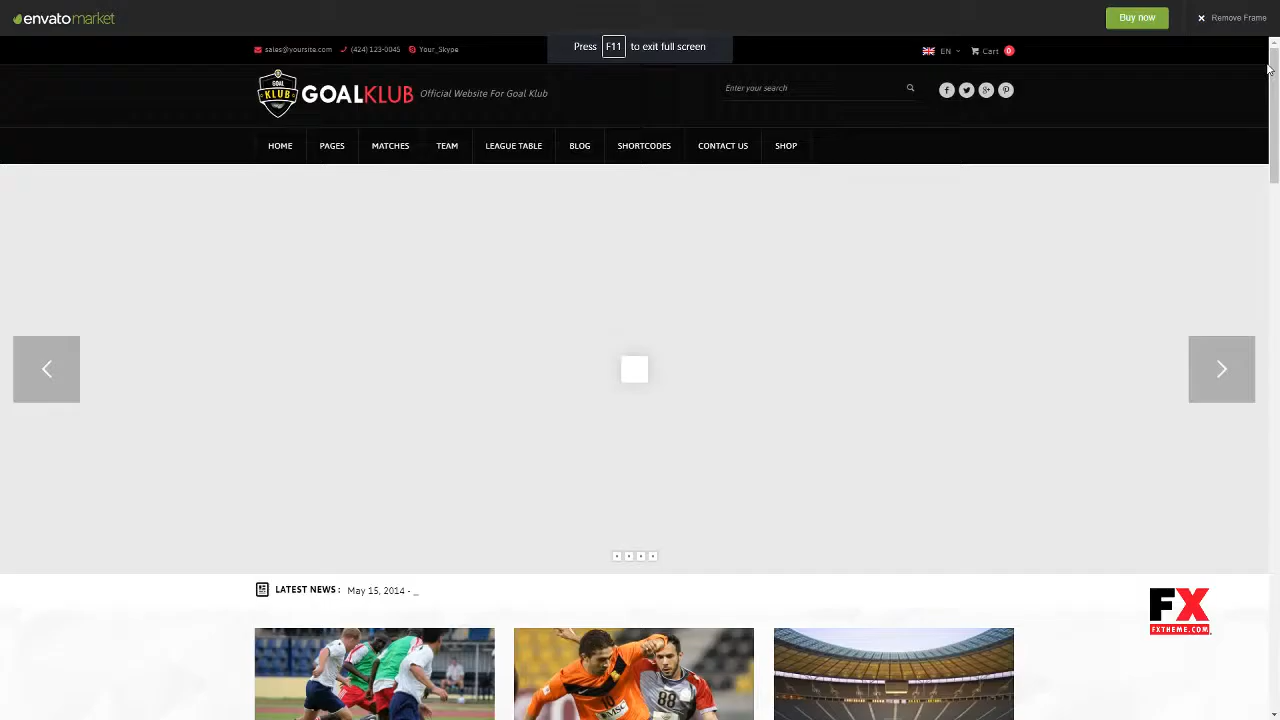 envatomarket
Buy now
Remove Frame
sales@yoursite.com
(424) 123-0045
Your_Skype
Press F11 to exit full screen
EN
Cart 0
GOAL
KLUB
GOALKLUB
Official Website For Goal Klub
Enter your search
HOME
PAGES
MATCHES
TEAM
LEAGUE TABLE
BLOG
SHORTCODES
CONTACT US
SHOP
LATEST NEWS :
May 15, 2014 - _
FX
FXTHEME.COM
88